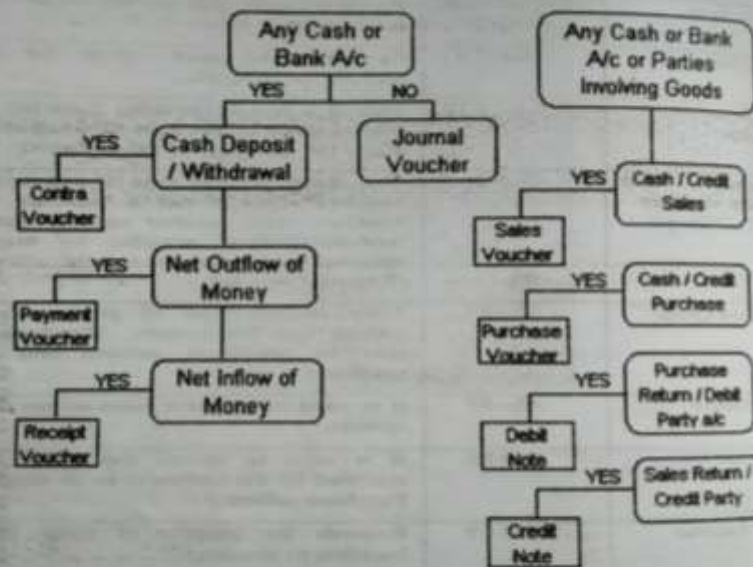 Any Cash or
Bank A/c
YES
NO
YES
Cash Deposit
/ Withdrawal
Journal
Voucher
Contra
Voucher
YES
Net Outflow of
Money
Payment
Voucher
YES
Net Inflow of
Money
Receipt
Voucher
Any Cash or Bank
A/c or Parties
Involving Goods
YES
Cash / Credit
Sales
Sales
Voucher
YES
Cash / Credit
Purchase
Purchase
Voucher
YES
Purchase
Return / Debit
Party a/c
Debit
Note
YES
Sales Return /
Credit Party
Credit
Note